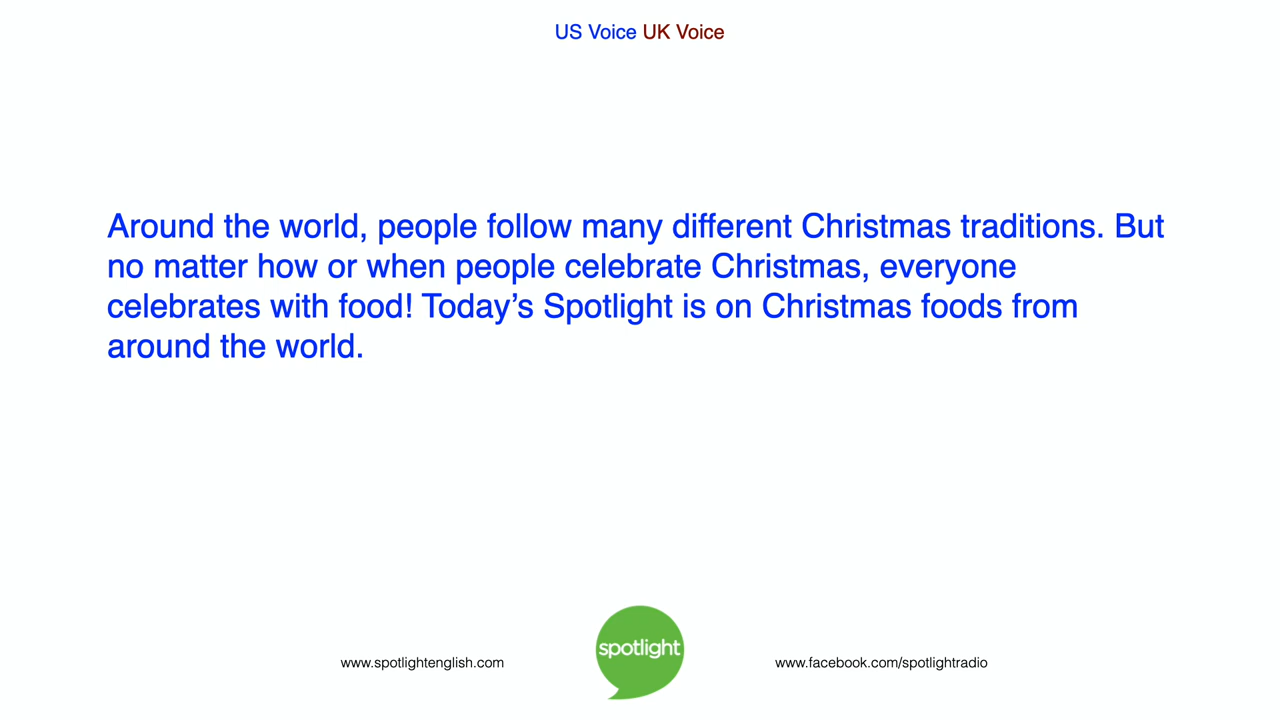 US Voice UK Voice
Around the world, people follow many different Christmas traditions. But
no matter how or when people celebrate Christmas, everyone
celebrates with food! Today’s Spotlight is on Christmas foods from
around the world.
spotlight
www.spotlightenglish.com
www.facebook.com/spotlightradio